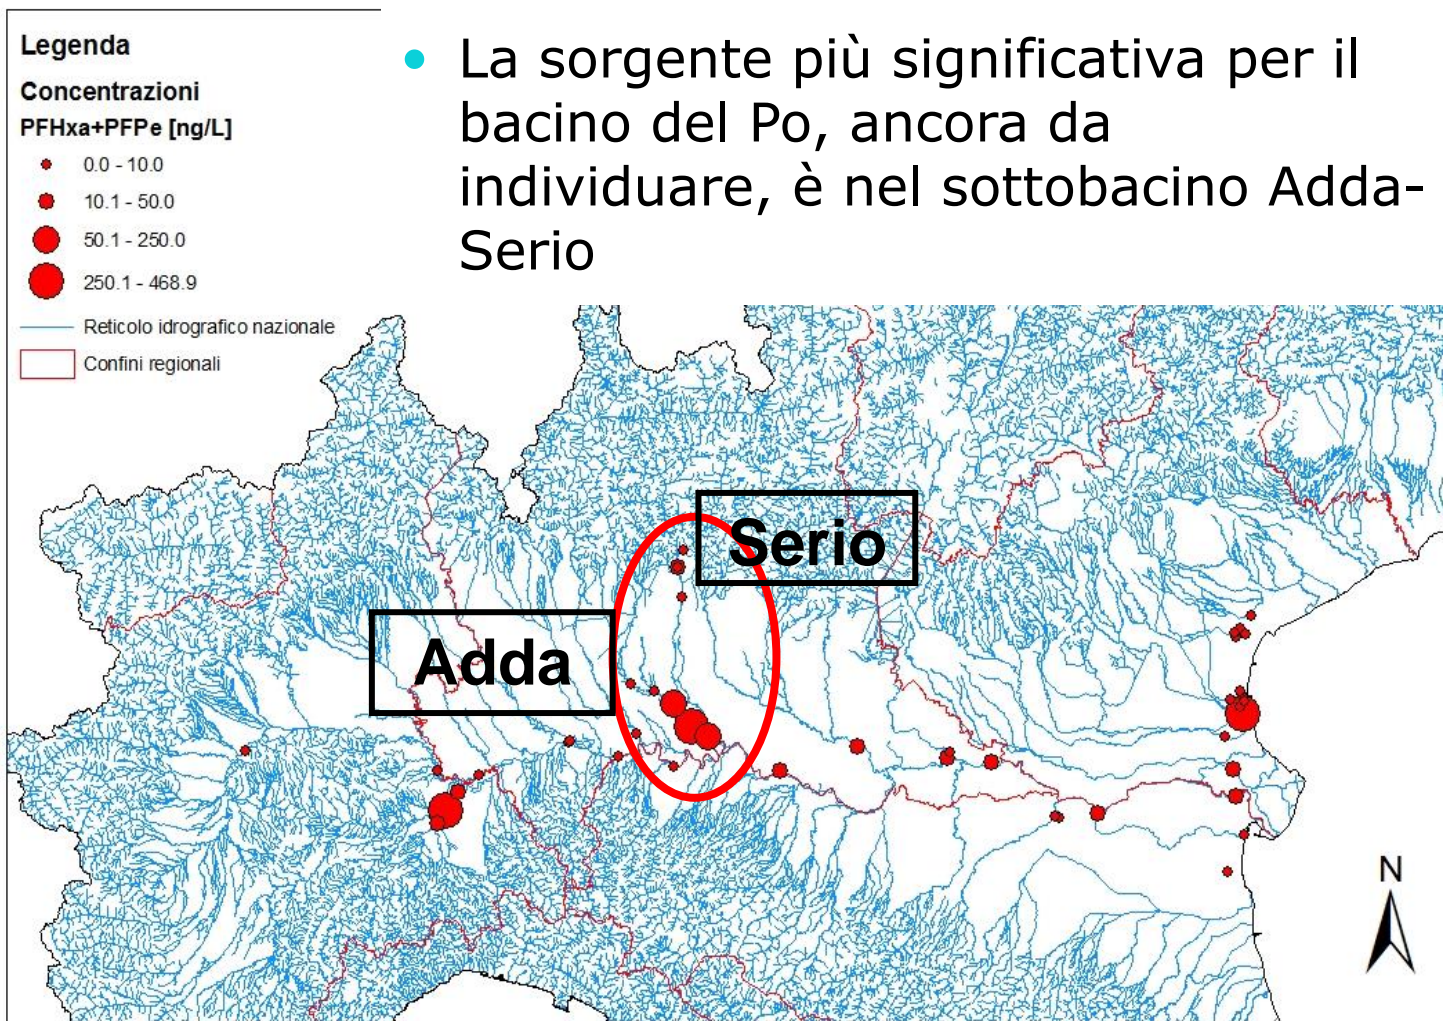 Legenda
Concentrazioni
PFHxa+PFPe [ng/L]
0.0 - 10.0
10.1 - 50.0
50.1 - 250.0
250.1 - 468.9
Reticolo idrografico nazionale
Confini regionali
• La sorgente più significativa per il
bacino del Po, ancora da
individuare, è nel sottobacino Adda-
Serio
Serio
Adda
N